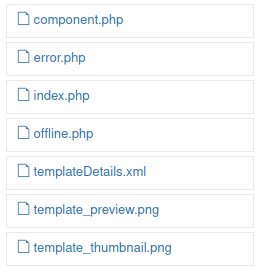 component.php
error.php
index.php
offline.php
templateDetails.xml
template_preview.png
template_thumbnail.png